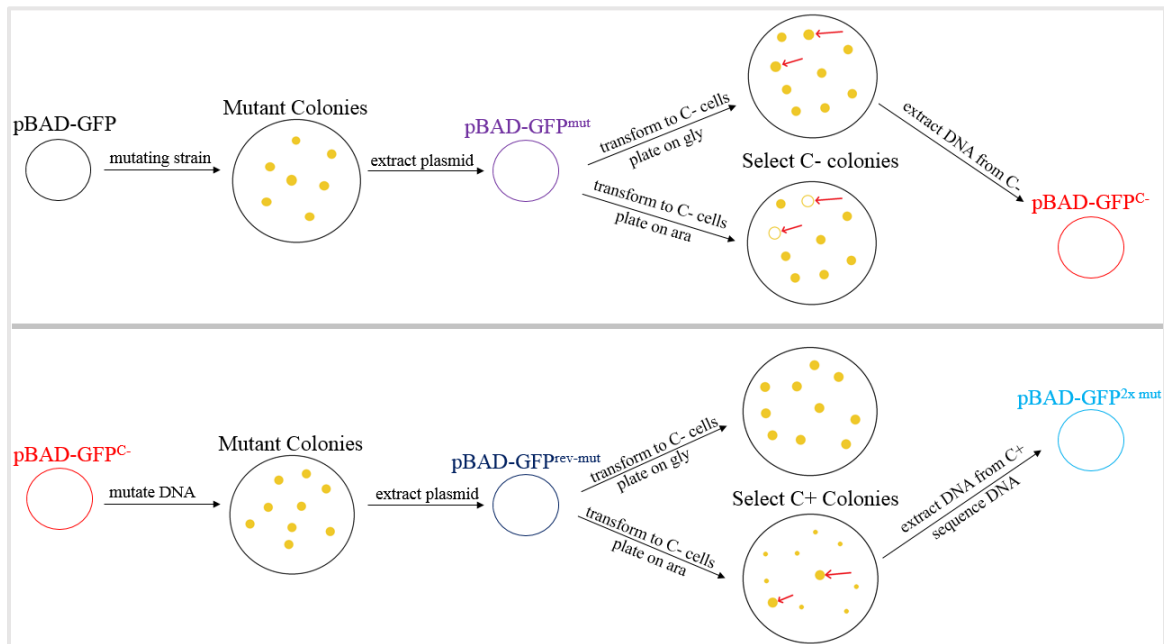 pBAD-GFP
mutating strain
Mutant Colonies
extract plasmid
pBAD-GFPᵐᵘᵗ
transform to C- cells
plate on gly
Select C- colonies
transform to C- cells
plate on ara
extract DNA from C-
pBAD-GFPᶜ⁻
pBAD-GFPᶜ⁻
mutate DNA
Mutant Colonies
extract plasmid
pBAD-GFPʳᵉᵛ⁻ᵐᵘᵗ
transform to C- cells
plate on gly
Select C+ Colonies
transform to C- cells
plate on ara
extract DNA from C+
sequence DNA
pBAD-GFP²ˣ ᵐᵘᵗ